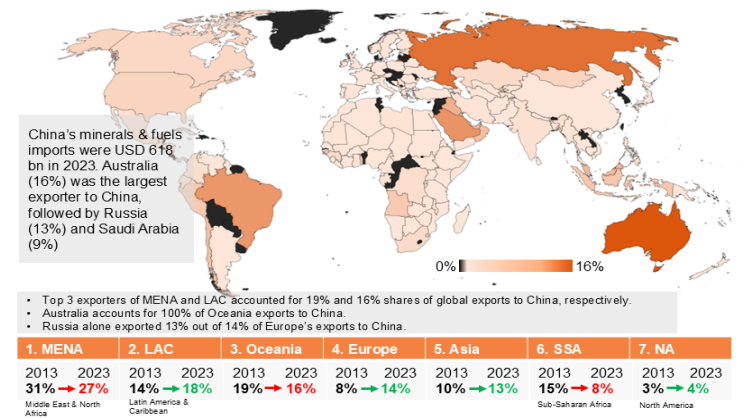 China's minerals & fuels
imports were USD 618
bn in 2023. Australia
(16%) was the largest
exporter to China,
followed by Russia
(13%) and Saudi Arabia
(9%)
0% 16%
• Top 3 exporters of MENA and LAC accounted for 19% and 16% shares of global exports to China, respectively.
• Australia accounts for 100% of Oceania exports to China.
• Russia alone exported 13% out of 14% of Europe's exports to China.
1. MENA 2. LAC 3. Oceania 4. Europe 5. Asia 6. SSA 7. NA
2013 2023 2013 2023 2013 2023 2013 2023 2013 2023 2013 2023 2013 2023
31% → 27% 14% → 18% 19% → 16% 8% → 14% 10% → 13% 15% → 8% 3% → 4%
Middle East & North
Africa
Latin America &
Caribbean
Sub-Saharan Africa
North America